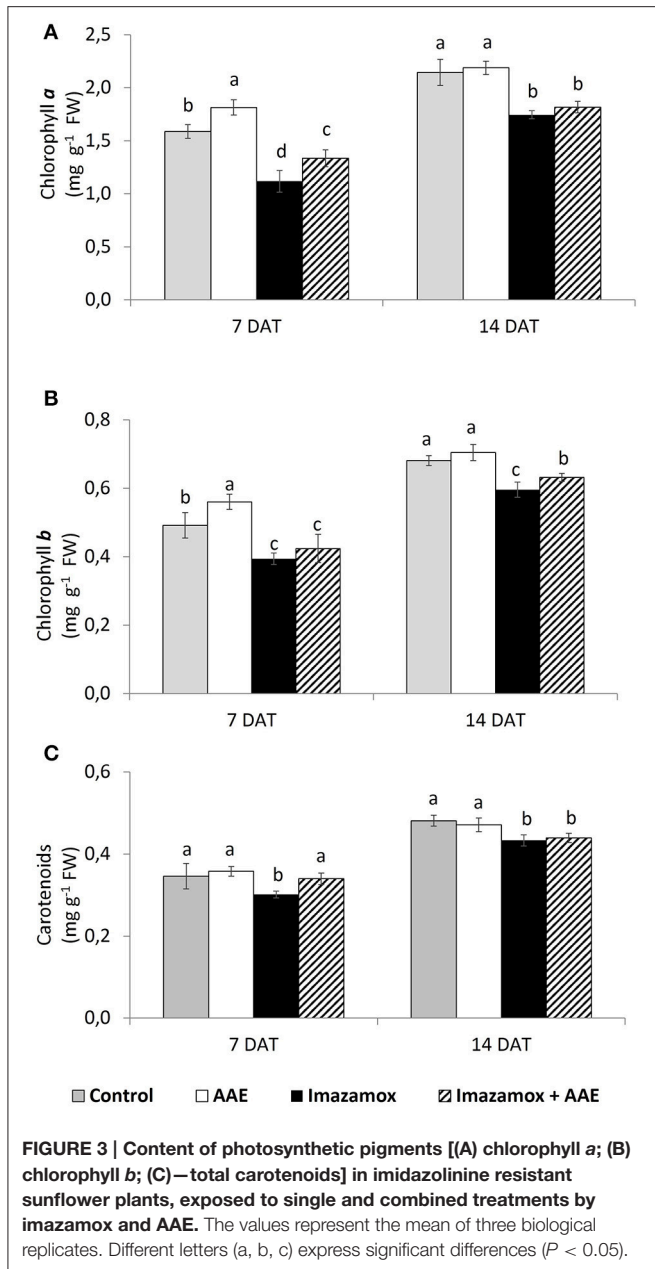 A
Chlorophyll a
(mg g-1 FW)
2,5
2,0
1,5
1,0
0,5
0,0
b
a
d
c
a
a
b
b
7 DAT
14 DAT
B
Chlorophyll b
(mg g-1 FW)
0,8
0,6
0,4
0,2
0,0
b
a
c
c
a
a
c
b
7 DAT
14 DAT
C
Carotenoids
(mg g-1 FW)
0,6
0,4
0,2
0,0
a
a
b
a
a
a
b
b
7 DAT
14 DAT
Control AAE Imazamox Imazamox + AAE
FIGURE 3 | Content of photosynthetic pigments [(A) chlorophyll a; (B)
chlorophyll b; (C)—total carotenoids] in imidazolinine resistant
sunflower plants, exposed to single and combined treatments by
imazamox and AAE. The values represent the mean of three biological
replicates. Different letters (a, b, c) express significant differences (P < 0.05).